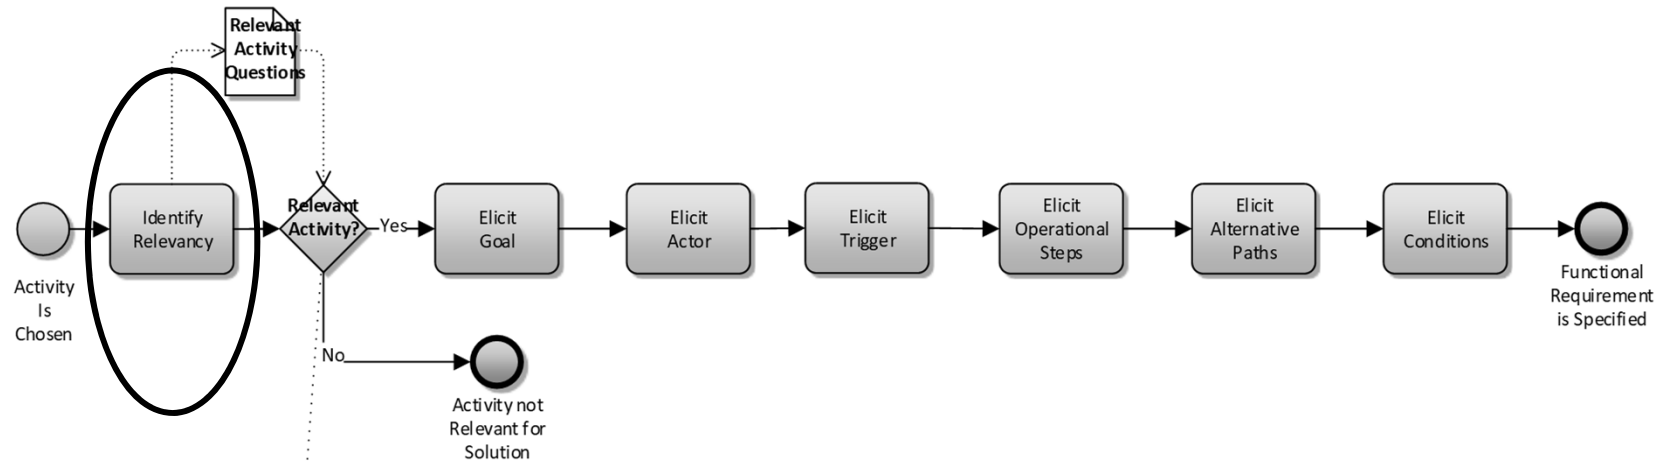 Relevant
Activity
Questions
Activity
Is
Chosen
Identify
Relevancy
Relevant
Activity?
Yes
No
Activity not
Relevant for
Solution
Elicit
Goal
Elicit
Actor
Elicit
Trigger
Elicit
Operational
Steps
Elicit
Alternative
Paths
Elicit
Conditions
Functional
Requirement
is Specified